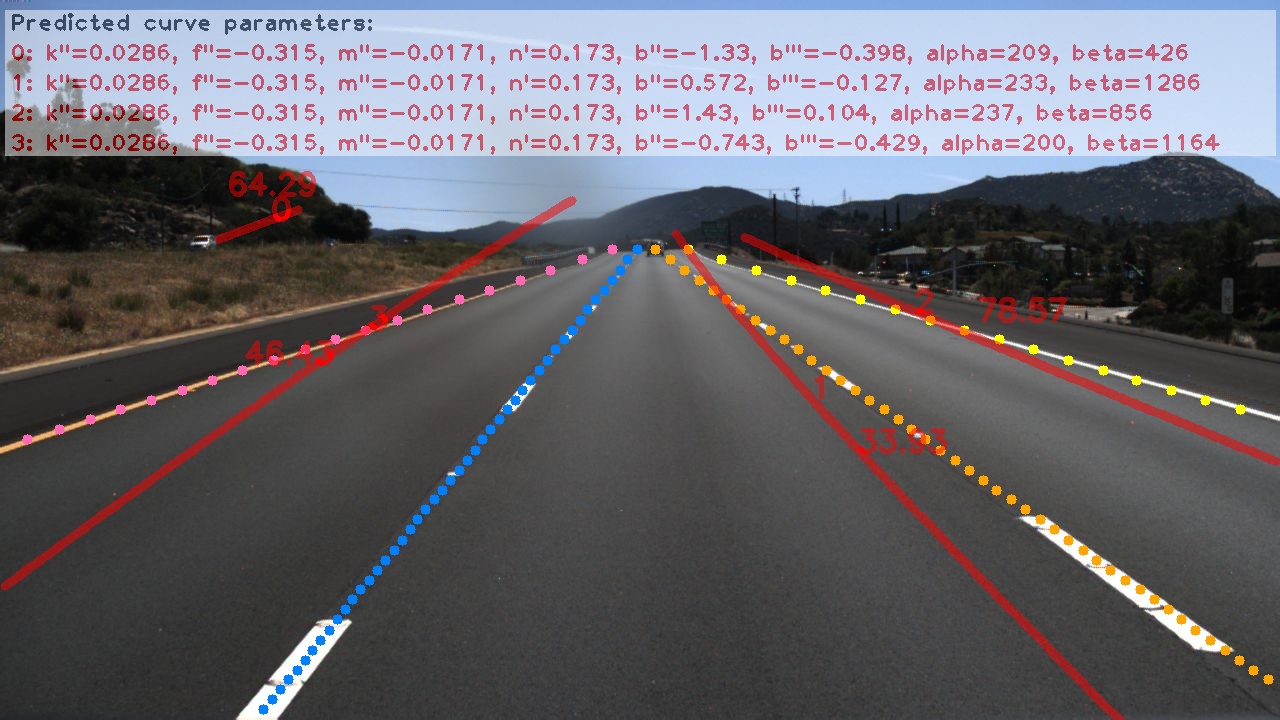 Predicted curve parameters:
0: k''=0.0286, f''=-0.315, m''=-0.0171, n'=0.173, b''=-1.33, b'''=-0.398, alpha=209, beta=426
1: k''=0.0286, f''=-0.315, m''=-0.0171, n'=0.173, b''=0.572, b'''=-0.127, alpha=233, beta=1286
2: k''=0.0286, f''=-0.315, m''=-0.0171, n'=0.173, b''=1.43, b'''=0.104, alpha=237, beta=856
3: k''=0.0286, f''=-0.315, m''=-0.0171, n'=0.173, b''=-0.743, b'''=-0.429, alpha=200, beta=1164
64.29
0
2
78.57
3
46.43
1
33.93